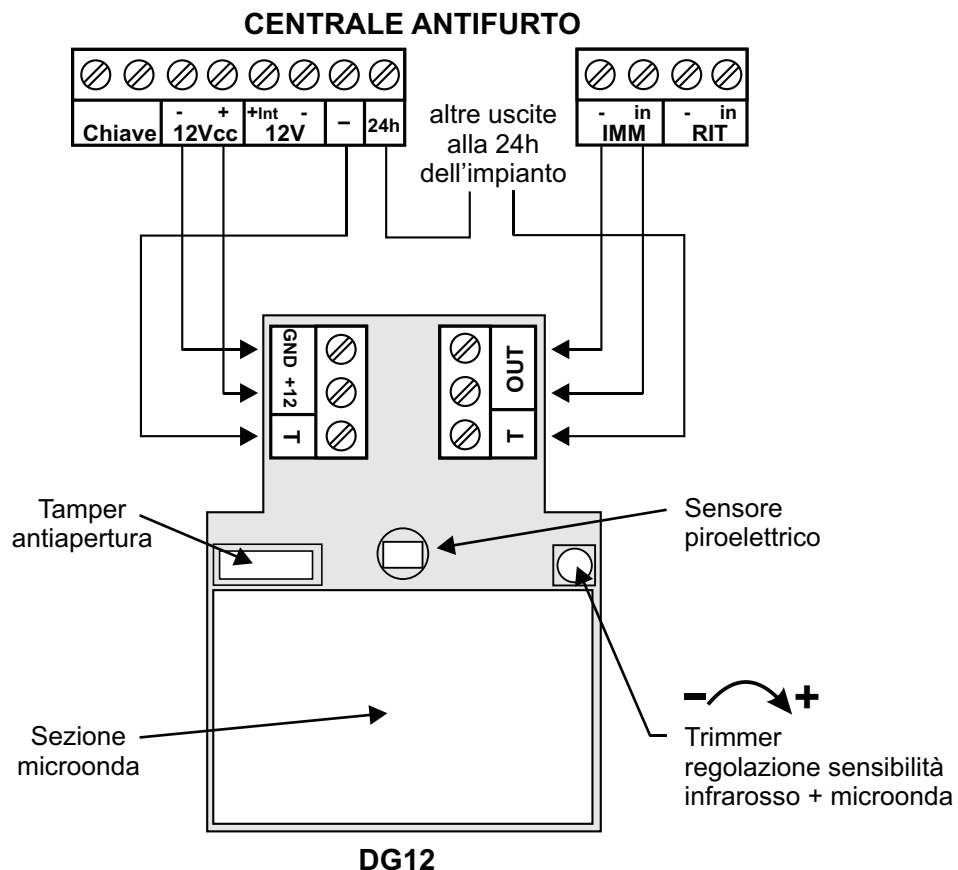 CENTRALE ANTIFURTO
- + +Int - - in - in
Chiave 12Vcc 12V – 24h IMM RIT
altre uscite
alla 24h
dell'impianto
GND +12 T
OUT T
Tamper
antiapertura
Sensore
piroelettrico
- +
Sezione
microonda
Trimmer
regolazione sensibilità
infrarosso + microonda
DG12